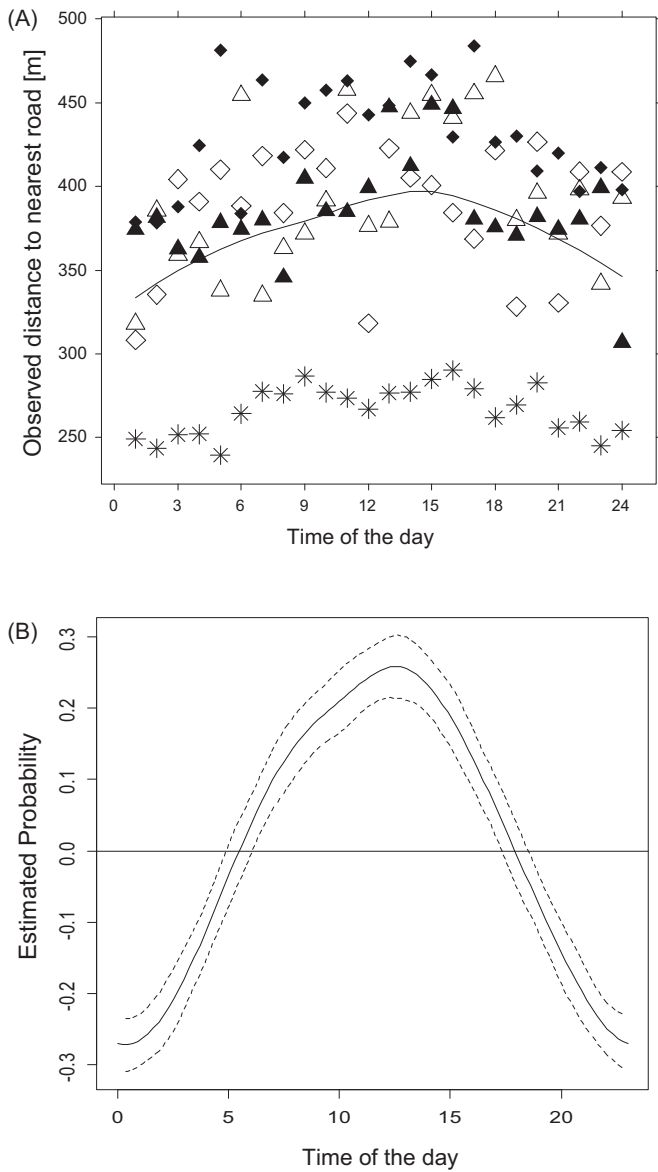 (A)
500
450
400
350
300
250
Observed distance to nearest road [m]
0 3 6 9 12 15 18 21 24
Time of the day
(B)
0.3
0.2
0.1
0.0
-0.1
-0.2
-0.3
Estimated Probability
0 5 10 15 20
Time of the day